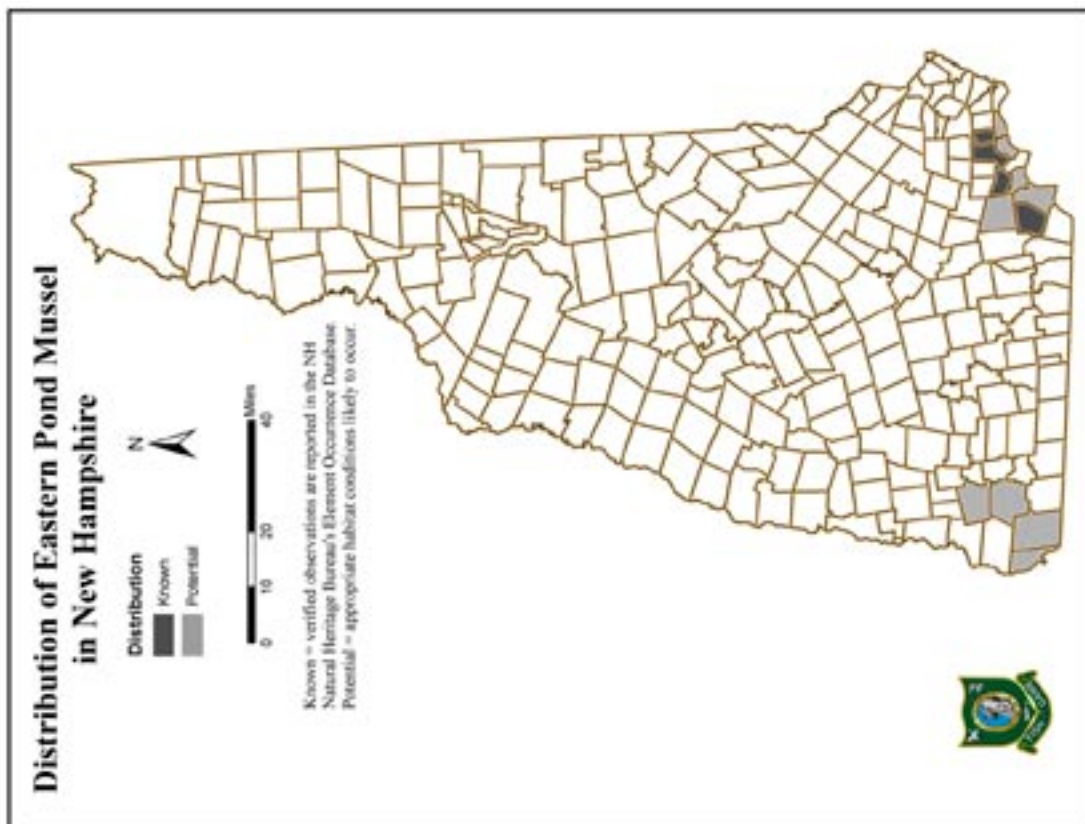 Distribution of Eastern Pond Mussel
in New Hampshire
N
Distribution
Known
Potential
0 10 20 40
Miles
Known = verified observations are reported in the NH
Natural Heritage Bureau's Element Occurrence Database.
Potential = appropriate habitat conditions likely to occur.